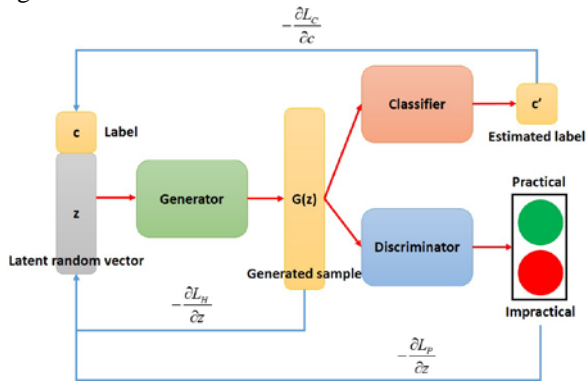 − ∂L_C / ∂c
Classifier
c'
Estimated label
c
Label
z
Latent random vector
Generator
G(z)
Generated sample
Discriminator
Practical
Impractical
− ∂L_H / ∂z
− ∂L_P / ∂z